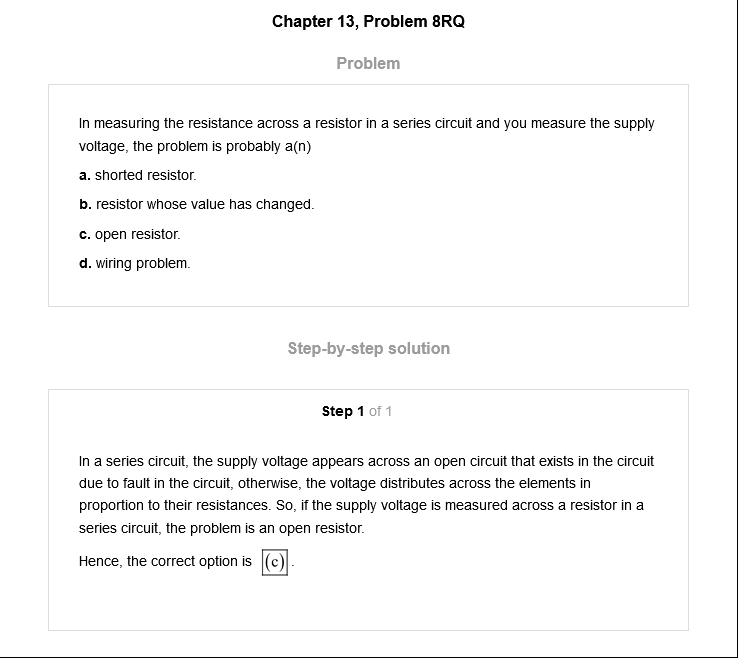 Chapter 13, Problem 8RQ
Problem
In measuring the resistance across a resistor in a series circuit and you measure the supply
voltage, the problem is probably a(n)
a. shorted resistor.
b. resistor whose value has changed.
c. open resistor.
d. wiring problem.
Step-by-step solution
Step 1 of 1
In a series circuit, the supply voltage appears across an open circuit that exists in the circuit
due to fault in the circuit, otherwise, the voltage distributes across the elements in
proportion to their resistances. So, if the supply voltage is measured across a resistor in a
series circuit, the problem is an open resistor.
Hence, the correct option is (c).